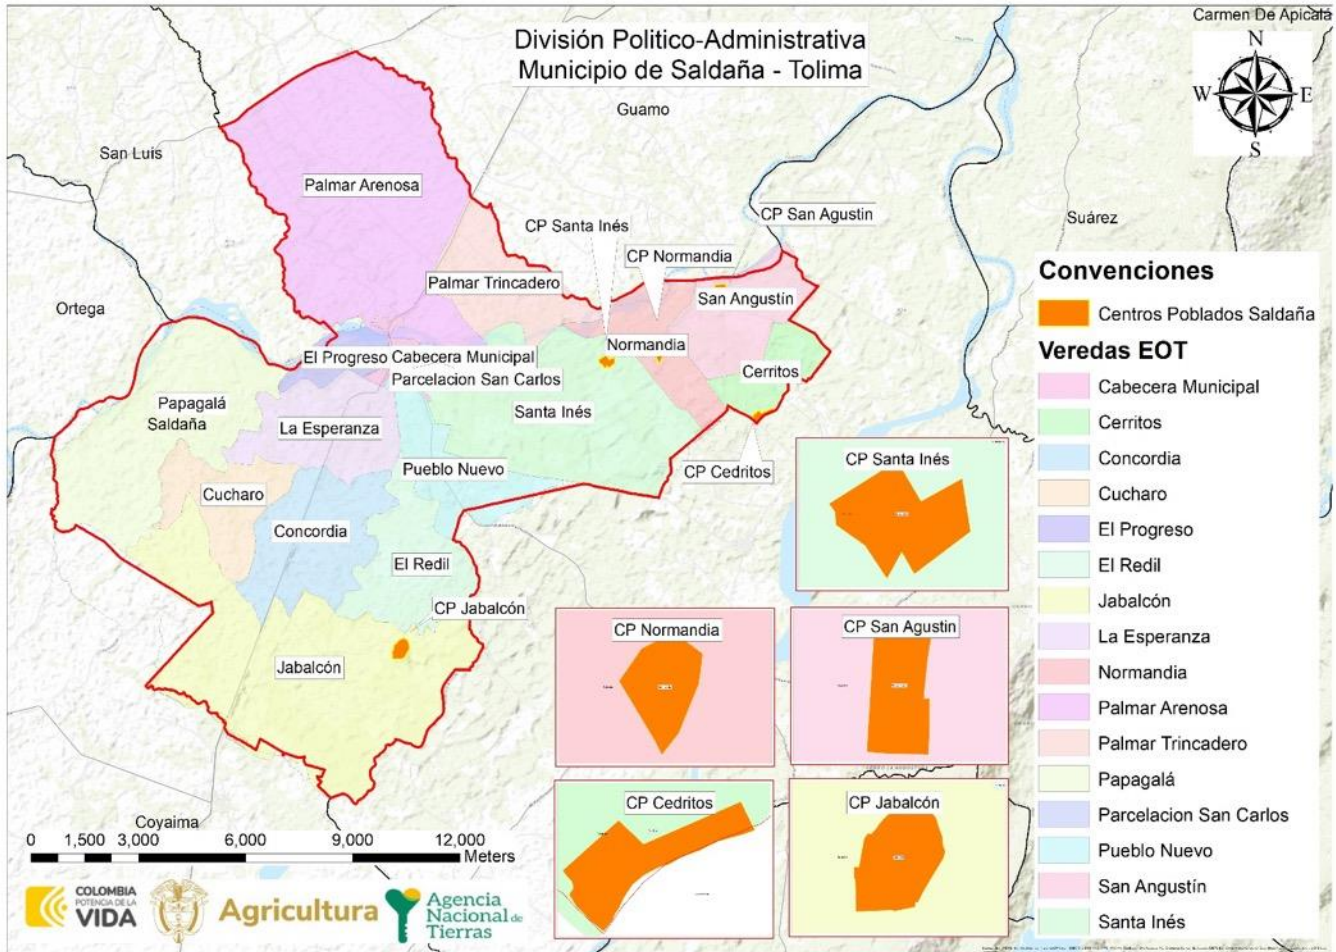 División Politico-Administrativa
Municipio de Saldaña - Tolima
Carmen De Apicalá
N
W E
S
Guamo
San Luis
Suárez
Ortega
Coyaima
Palmar Arenosa
CP San Agustin
CP Santa Inés
CP Normandia
Palmar Trincadero
San Angustín
Normandia
El Progreso
Cabecera Municipal
Parcelacion San Carlos
Cerritos
Papagalá
Saldaña
La Esperanza
Santa Inés
Pueblo Nuevo
CP Cedritos
Cucharo
Concordia
El Redil
CP Jabalcón
Jabalcón
Convenciones
Centros Poblados Saldaña
Veredas EOT
Cabecera Municipal
Cerritos
Concordia
Cucharo
El Progreso
El Redil
Jabalcón
La Esperanza
Normandia
Palmar Arenosa
Palmar Trincadero
Papagalá
Parcelacion San Carlos
Pueblo Nuevo
San Angustín
Santa Inés
CP Santa Inés
CP Normandia
CP San Agustin
CP Cedritos
CP Jabalcón
0 1,500 3,000 6,000 9,000 12,000
Meters
COLOMBIA
POTENCIA DE LA
VIDA
Agricultura
Agencia
Nacional de
Tierras